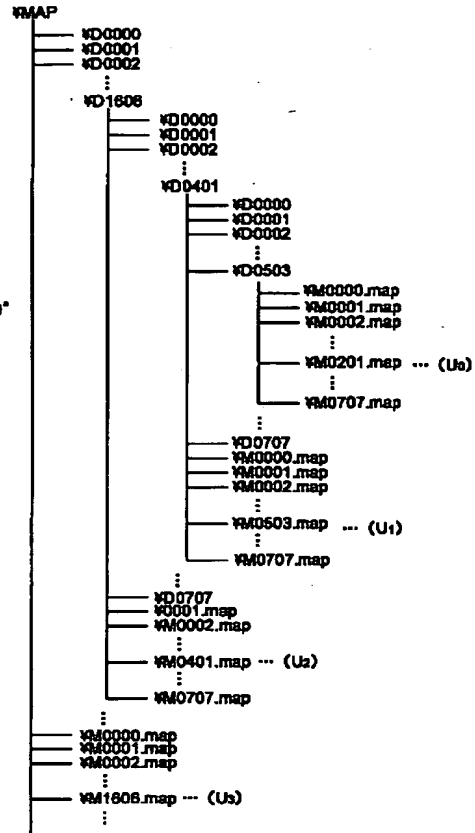 ¥MAP
¥D0000
¥D0001
¥D0002
¥D1606
¥D0000
¥D0001
¥D0002
¥D0401
¥D0000
¥D0001
¥D0002
¥D0503
¥M0000.map
¥M0001.map
¥M0002.map
¥M0201.map ··· (U0)
¥M0707.map
¥D0707
¥M0000.map
¥M0001.map
¥M0002.map
¥M0503.map ··· (U1)
¥M0707.map
¥D0707
¥0001.map
¥M0002.map
¥M0401.map ··· (U2)
¥M0707.map
¥M0000.map
¥M0001.map
¥M0002.map
¥M1606.map ··· (U3)